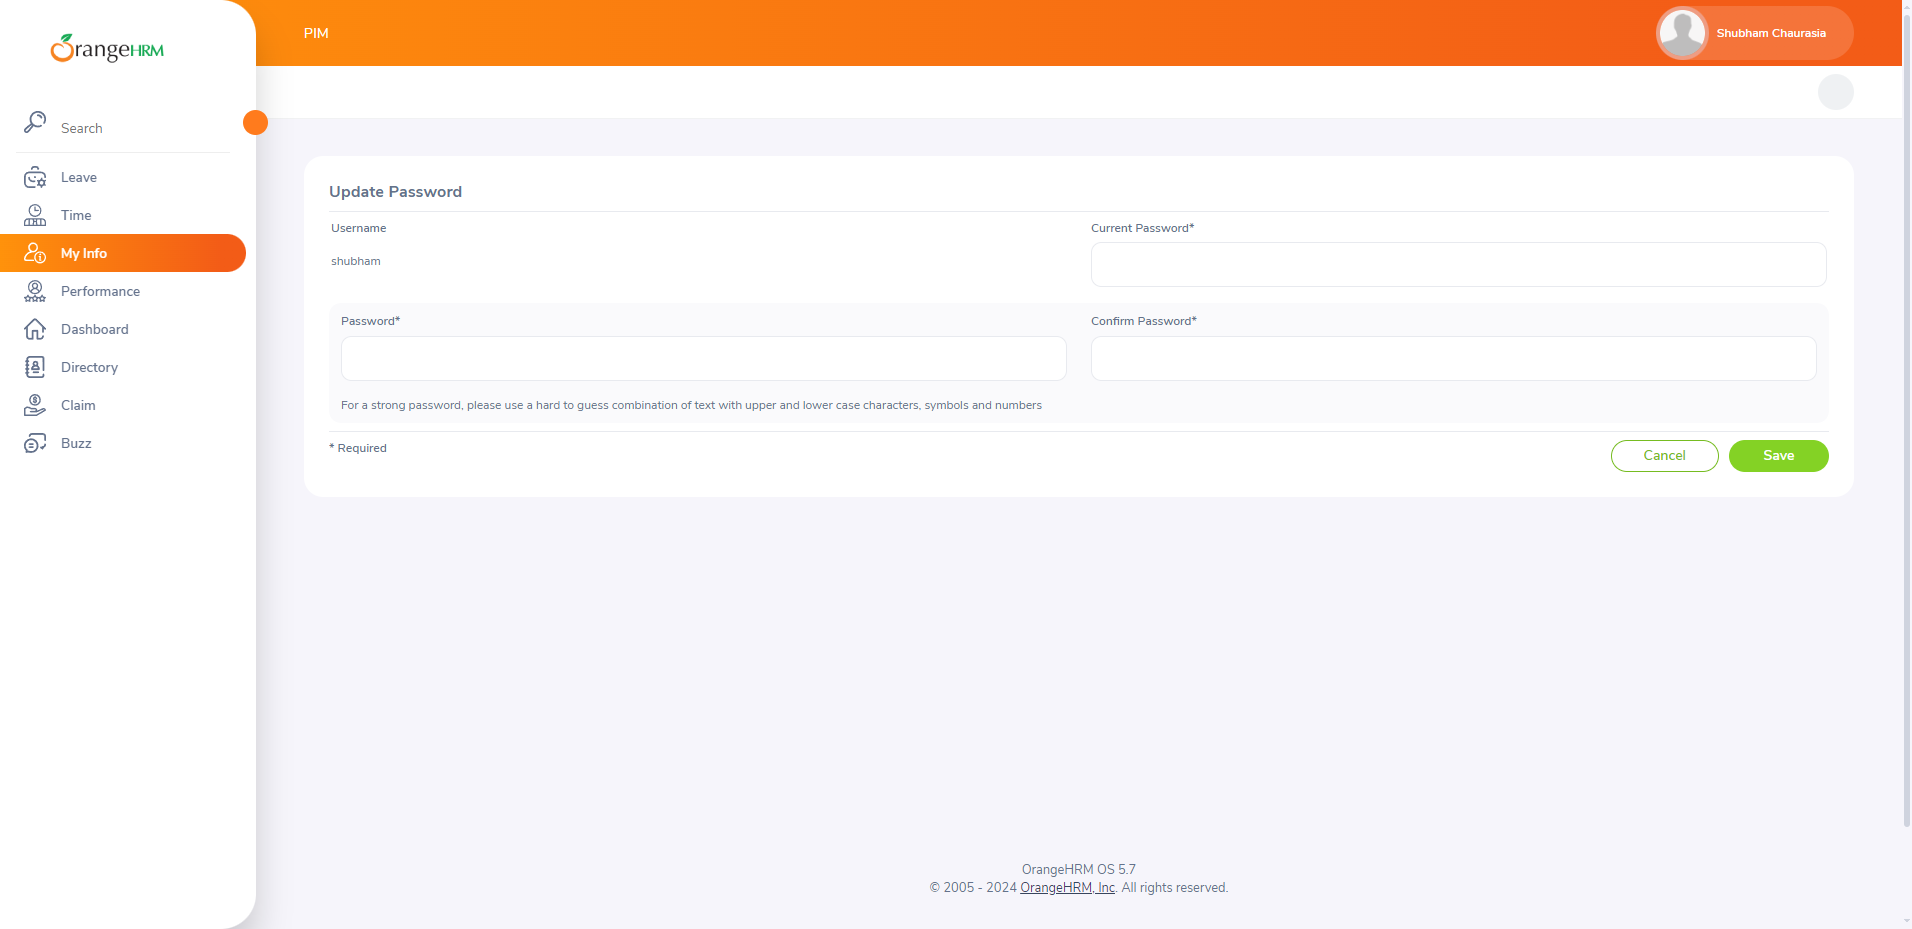 OrangeHRM
PIM
Shubham Chaurasia
Search
Leave
Time
My Info
Performance
Dashboard
Directory
Claim
Buzz
Update Password
Username
shubham
Current Password*
Password*
Confirm Password*
For a strong password, please use a hard to guess combination of text with upper and lower case characters, symbols and numbers
* Required
Cancel
Save
OrangeHRM OS 5.7
© 2005 - 2024 OrangeHRM, Inc. All rights reserved.